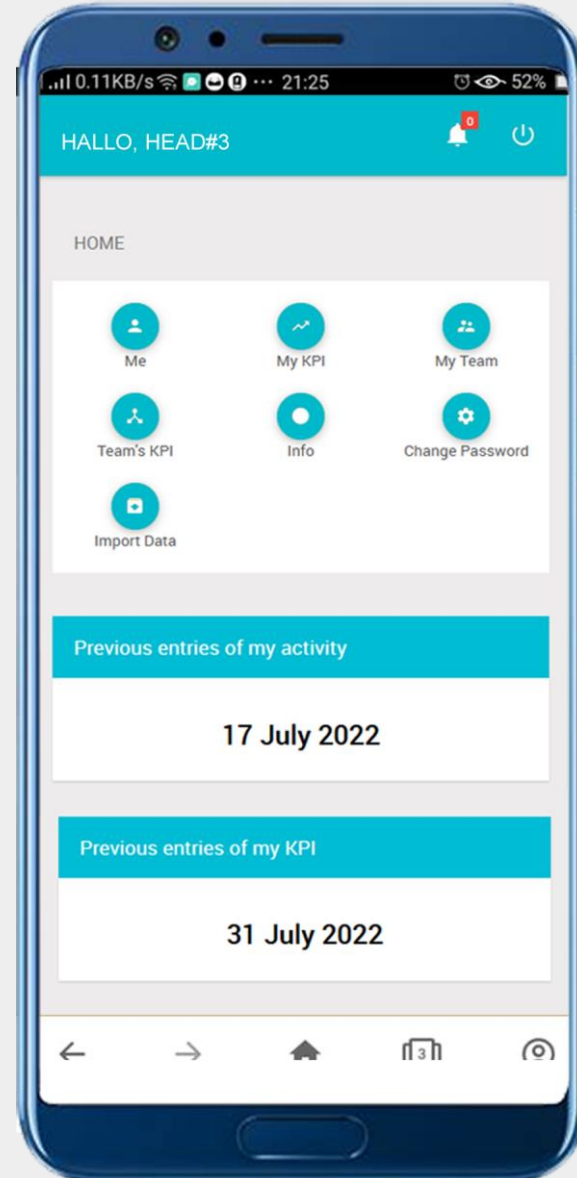 0.11KB/s 21:25 52%
HALLO, HEAD#3
0
HOME
Me My KPI My Team
Team's KPI Info Change Password
Import Data
Previous entries of my activity
17 July 2022
Previous entries of my KPI
31 July 2022
3